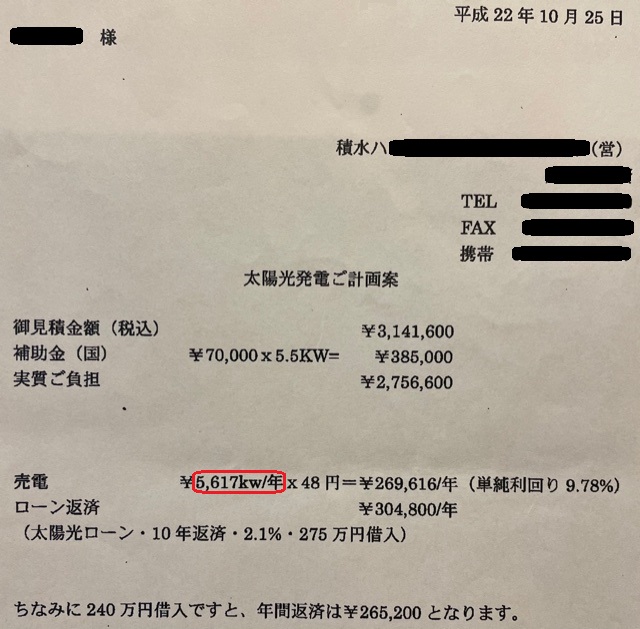 平成 22 年 10 月 25 日
様
積水ハ (営)
TEL
FAX
携帯
太陽光発電ご計画案
御見積金額（税込） ¥3,141,600
補助金（国） ¥70,000 x 5.5KW= ¥385,000
実質ご負担 ¥2,756,600
売電 ¥5,617kw/年 x 48 円＝¥269,616/年（単純利回り 9.78%）
ローン返済 ¥304,800/年
（太陽光ローン・10 年返済・2.1%・275 万円借入）
ちなみに 240 万円借入ですと、年間返済は¥265,200 となります。